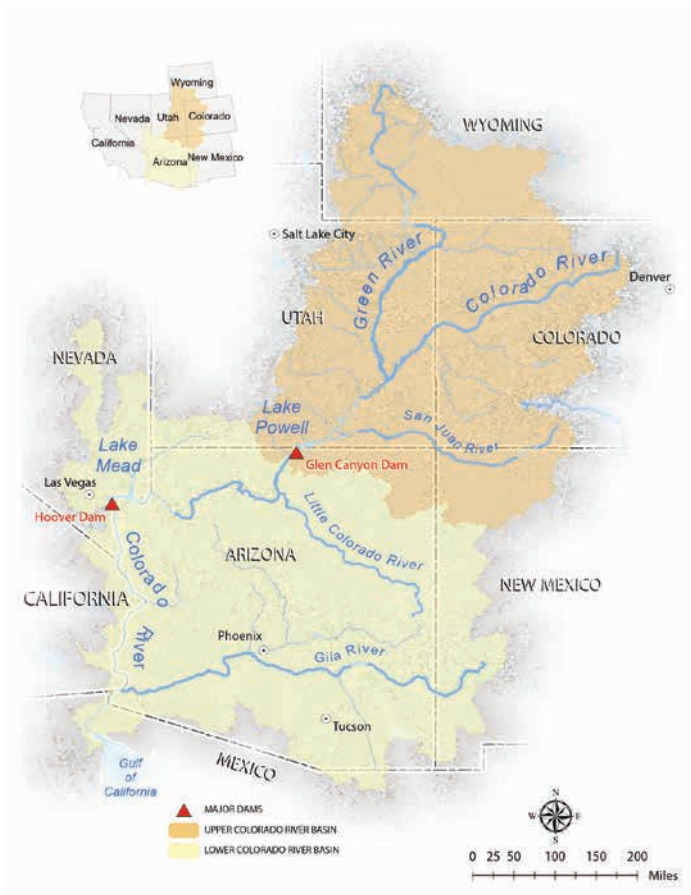 Wyoming
Nevada
Utah
Colorado
California
Arizona
New Mexico
WYOMING
Salt Lake City
Green River
Colorado River
Denver
UTAH
COLORADO
NEVADA
Lake
Powell
San Juan River
Lake
Mead
Glen Canyon Dam
Las Vegas
Hoover Dam
Little Colorado River
Colorado
River
ARIZONA
CALIFORNIA
NEW MEXICO
Phoenix
Gila River
Tucson
MEXICO
Gulf
of
California
MAJOR DAMS
UPPER COLORADO RIVER BASIN
LOWER COLORADO RIVER BASIN
N
W
E
S
0 25 50 100 150 200
Miles